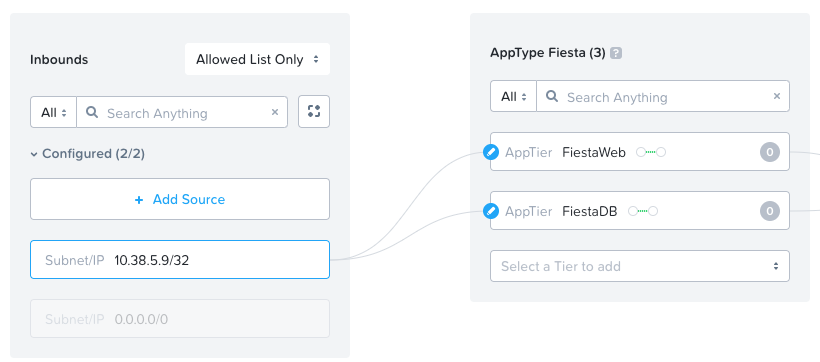 Inbounds
Allowed List Only
All
Search Anything
×
Configured (2/2)
+ Add Source
Subnet/IP 10.38.5.9/32
Subnet/IP 0.0.0.0/0
AppType Fiesta (3) ?
All
Search Anything
×
AppTier FiestaWeb 0
AppTier FiestaDB 0
Select a Tier to add